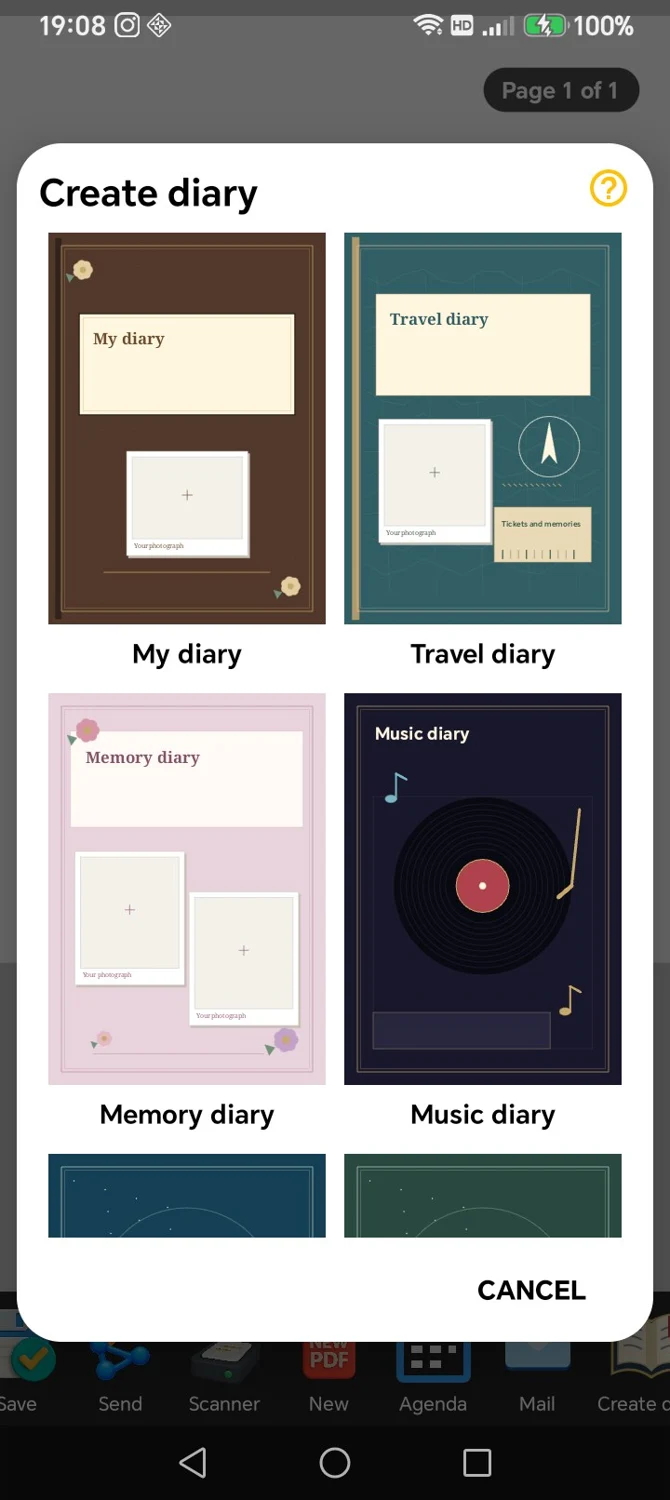 19:08
HD
100%
Page 1 of 1
Create diary
My diary
Your photograph
My diary
Travel diary
Your photograph
Tickets and memories
Travel diary
Memory diary
Your photograph
Your photograph
Memory diary
Music diary
Music diary
CANCEL
Save
Send
Scanner
NEW
PDF
New
Agenda
Mail
Create d